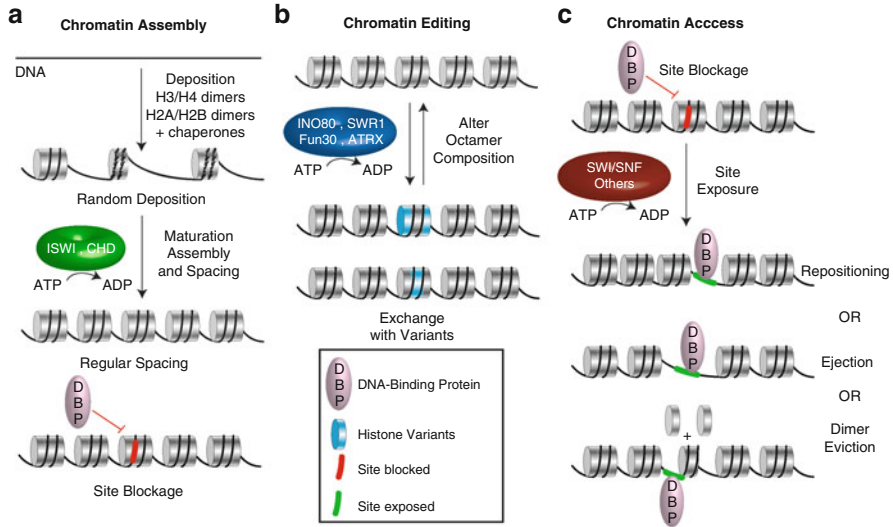 a
Chromatin Assembly
DNA
Deposition
H3/H4 dimers
H2A/H2B dimers
+ chaperones
Random Deposition
ISWI , CHD
ATP
ADP
Maturation
Assembly
and Spacing
Regular Spacing
D
B
P
Site Blockage
b
Chromatin Editing
INO80 , SWR1
Fun30 , ATRX
ATP
ADP
Alter
Octamer
Composition
Exchange
with Variants
D
B
P
DNA-Binding Protein
Histone Variants
Site blocked
Site exposed
c
Chromatin Acccess
D
B
P
Site Blockage
SWI/SNF
Others
ATP
ADP
Site
Exposure
D
B
P
Repositioning
OR
D
B
P
Ejection
OR
+
Dimer
Eviction
D
B
P